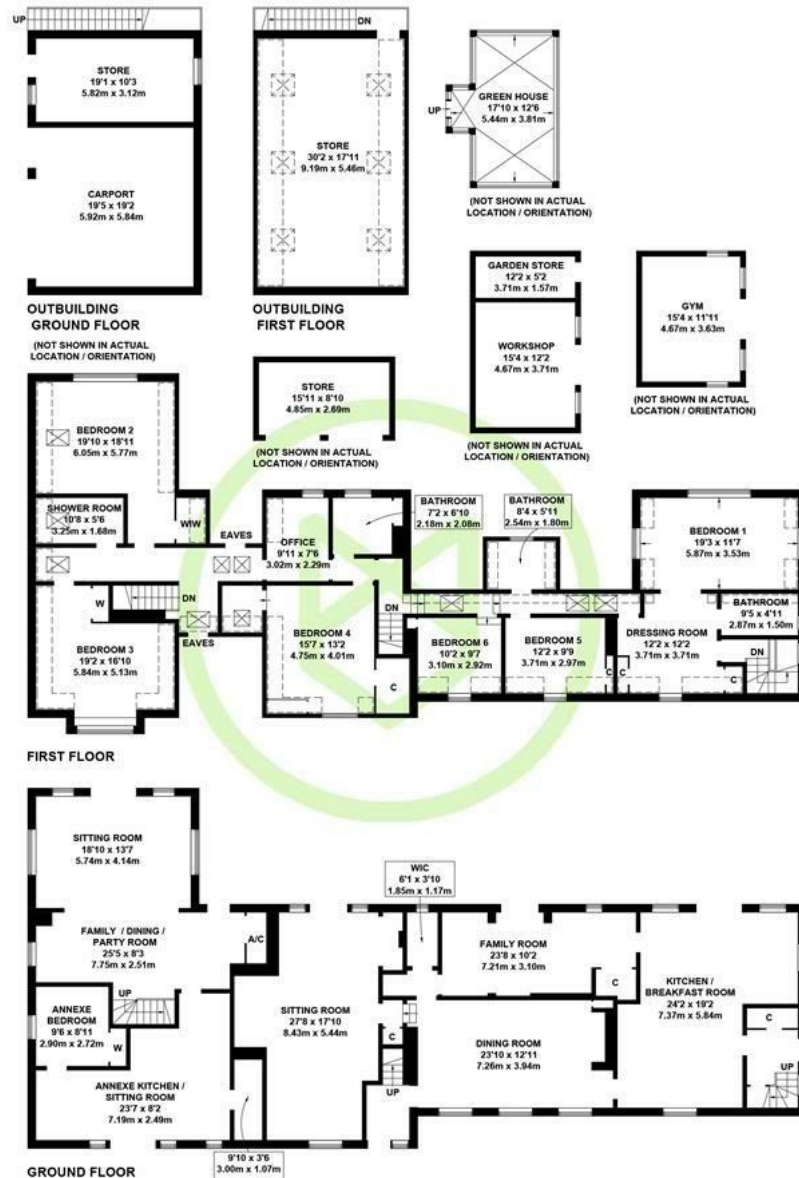 UP
DN
STORE
19'1 x 10'3
5.82m x 3.12m
CARPORT
19'5 x 19'2
5.92m x 5.84m
OUTBUILDING
GROUND FLOOR
(NOT SHOWN IN ACTUAL
LOCATION / ORIENTATION)
STORE
30'2 x 17'11
9.19m x 5.46m
OUTBUILDING
FIRST FLOOR
UP
GREEN HOUSE
17'10 x 12'6
5.44m x 3.81m
(NOT SHOWN IN ACTUAL
LOCATION / ORIENTATION)
GARDEN STORE
12'2 x 5'2
3.71m x 1.57m
WORKSHOP
15'4 x 12'2
4.67m x 3.71m
(NOT SHOWN IN ACTUAL
LOCATION / ORIENTATION)
GYM
15'4 x 11'11
4.67m x 3.63m
(NOT SHOWN IN ACTUAL
LOCATION / ORIENTATION)
STORE
15'11 x 8'10
4.85m x 2.69m
(NOT SHOWN IN ACTUAL
LOCATION / ORIENTATION)
BEDROOM 2
19'10 x 18'11
6.05m x 5.77m
SHOWER ROOM
10'8 x 5'6
3.25m x 1.68m
WIW
EAVES
OFFICE
9'11 x 7'6
3.02m x 2.29m
BATHROOM
7'2 x 6'10
2.18m x 2.08m
BATHROOM
8'4 x 5'11
2.54m x 1.80m
BEDROOM 1
19'3 x 11'7
5.87m x 3.53m
W
DN
EAVES
BEDROOM 3
19'2 x 16'10
5.84m x 5.13m
BEDROOM 4
15'7 x 13'2
4.75m x 4.01m
DN
C
BEDROOM 6
10'2 x 9'7
3.10m x 2.92m
BEDROOM 5
12'2 x 9'9
3.71m x 2.97m
C
C
DRESSING ROOM
12'2 x 12'2
3.71m x 3.71m
C
BATHROOM
9'5 x 4'11
2.87m x 1.50m
DN
FIRST FLOOR
SITTING ROOM
18'10 x 13'7
5.74m x 4.14m
FAMILY / DINING /
PARTY ROOM
25'5 x 8'3
7.75m x 2.51m
A/C
UP
ANNEXE
BEDROOM
9'6 x 8'11
2.90m x 2.72m
W
ANNEXE KITCHEN /
SITTING ROOM
23'7 x 8'2
7.19m x 2.49m
9'10 x 3'6
3.00m x 1.07m
SITTING ROOM
27'8 x 17'10
8.43m x 5.44m
C
UP
WIC
6'1 x 3'10
1.85m x 1.17m
FAMILY ROOM
23'8 x 10'2
7.21m x 3.10m
C
DINING ROOM
23'10 x 12'11
7.26m x 3.94m
KITCHEN /
BREAKFAST ROOM
24'2 x 19'2
7.37m x 5.84m
C
UP
GROUND FLOOR